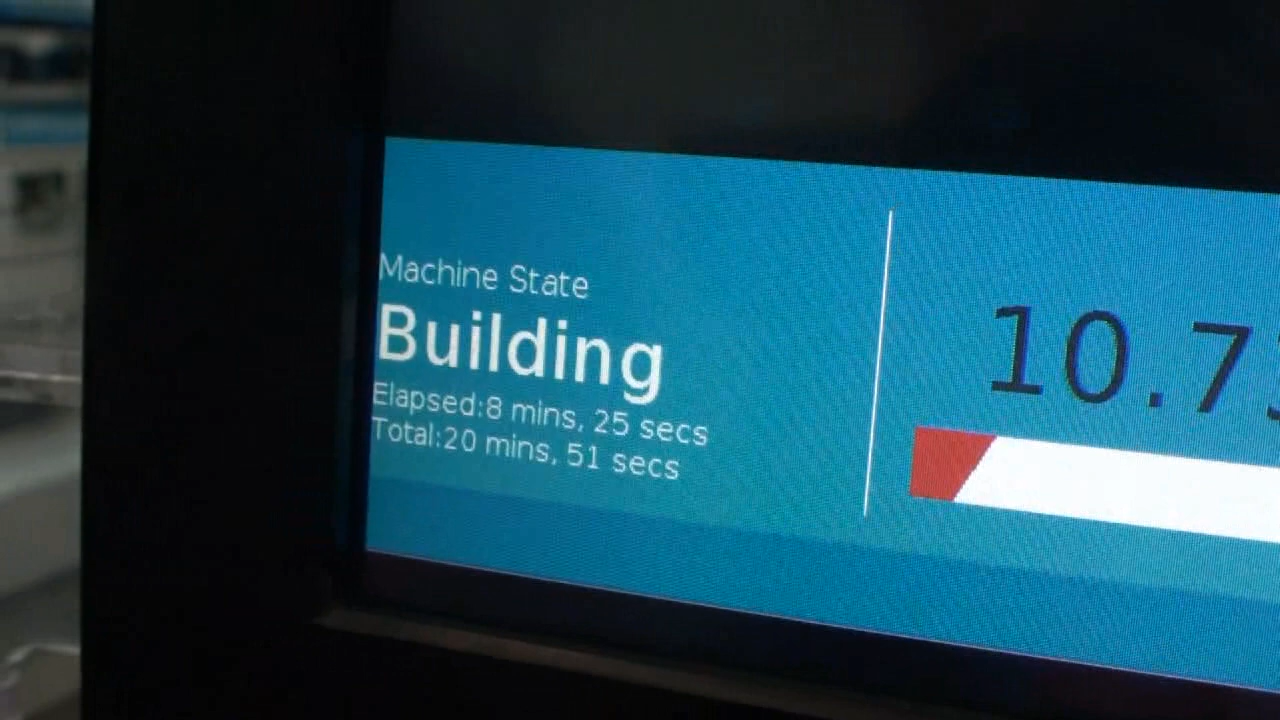 Machine State
Building
Elapsed:8 mins, 25 secs
Total:20 mins, 51 secs
10.7